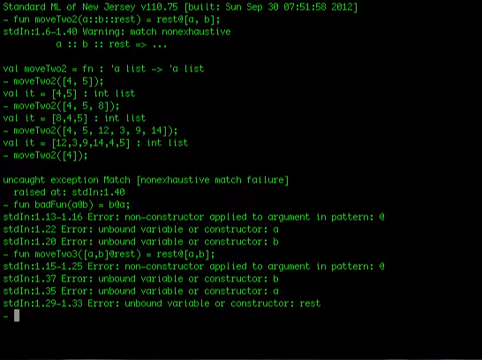 Standard ML of New Jersey v110.75 [built: Sun Sep 30 07:51:58 2012]
- fun moveTwo2(a::b::rest) = rest@[a, b];
stdIn:1.6-1.40 Warning: match nonexhaustive
a :: b :: rest => ...
val moveTwo2 = fn : 'a list -> 'a list
- moveTwo2([4, 5]);
val it = [4,5] : int list
- moveTwo2([4, 5, 8]);
val it = [8,4,5] : int list
- moveTwo2([4, 5, 12, 3, 9, 14]);
val it = [12,3,9,14,4,5] : int list
- moveTwo2([4]);
uncaught exception Match [nonexhaustive match failure]
raised at: stdIn:1.40
- fun badFun(a@b) = b@a;
stdIn:1.13-1.16 Error: non-constructor applied to argument in pattern: @
stdIn:1.22 Error: unbound variable or constructor: a
stdIn:1.20 Error: unbound variable or constructor: b
- fun moveTwo3([a,b]@rest) = rest@[a,b];
stdIn:1.15-1.25 Error: non-constructor applied to argument in pattern: @
stdIn:1.37 Error: unbound variable or constructor: b
stdIn:1.35 Error: unbound variable or constructor: a
stdIn:1.29-1.33 Error: unbound variable or constructor: rest
-